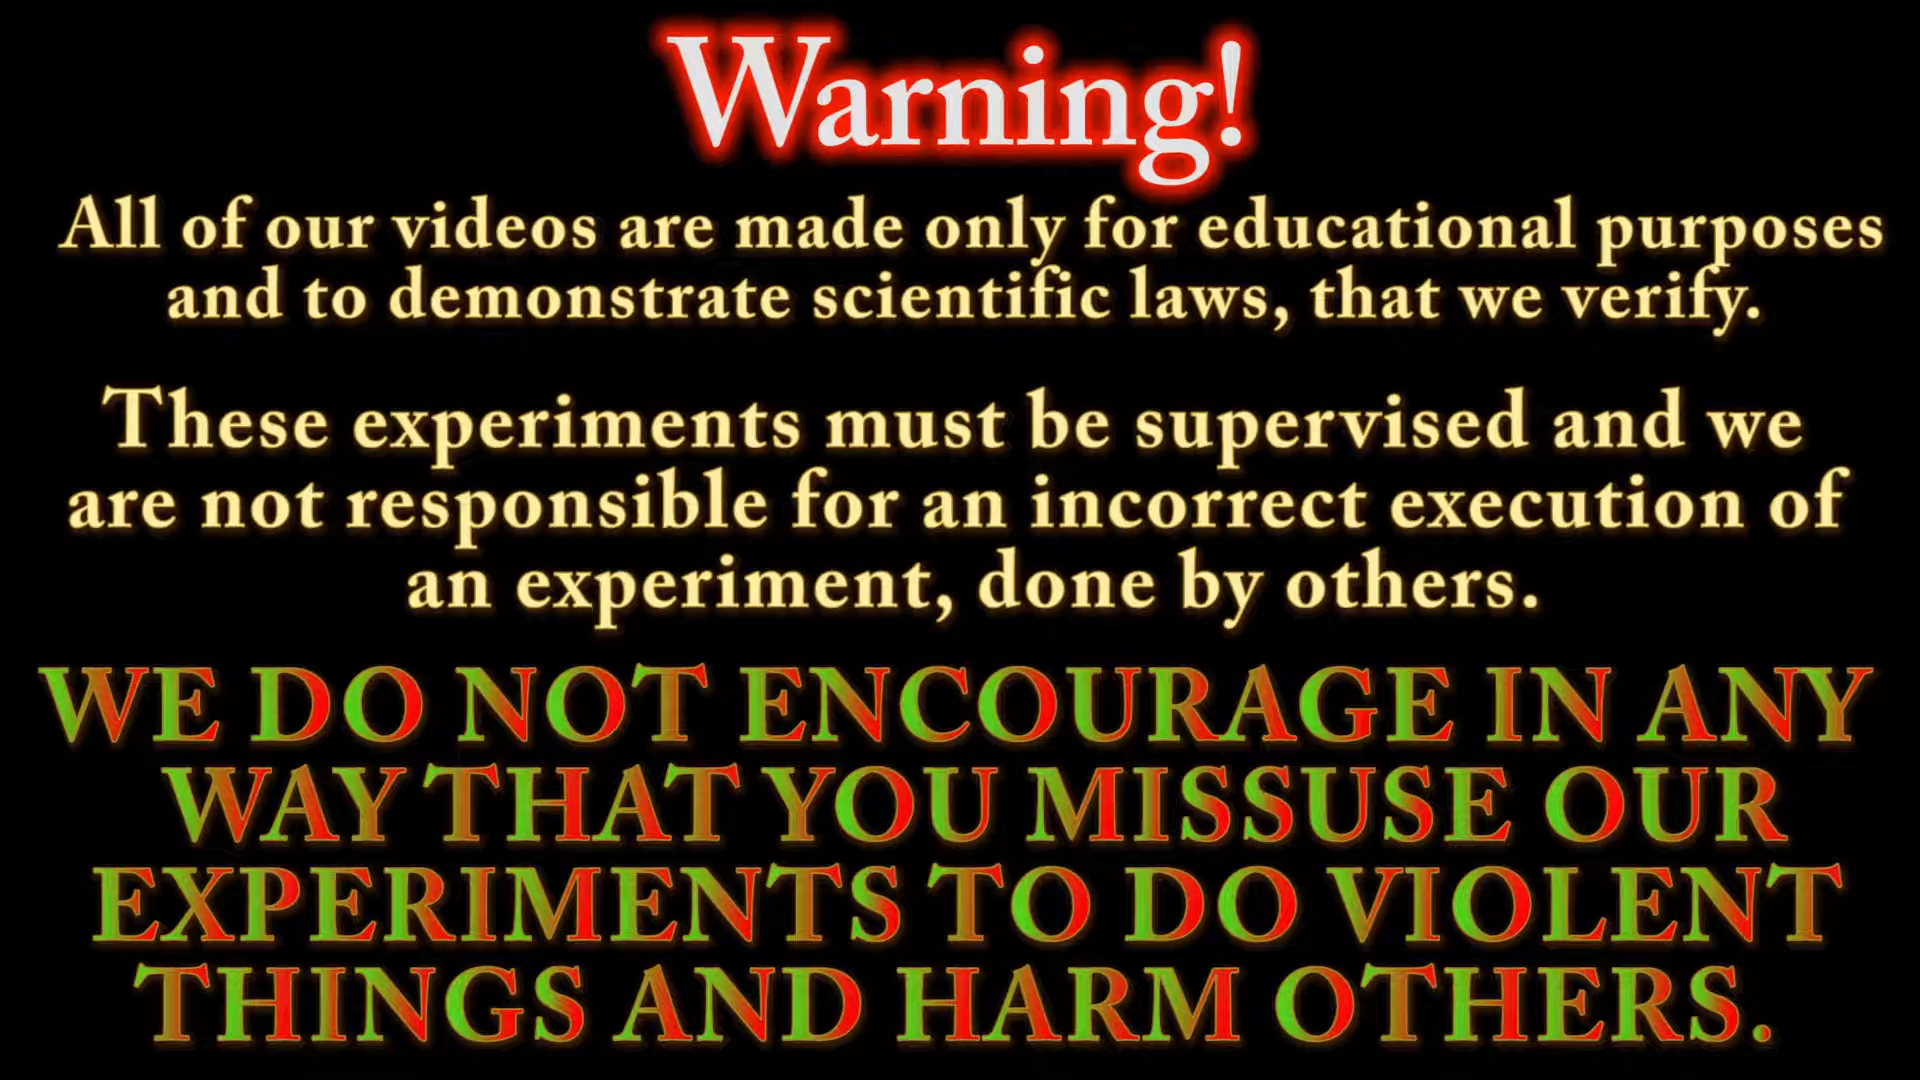 Warning!
All of our videos are made only for educational purposes
and to demonstrate scientific laws, that we verify.
These experiments must be supervised and we
are not responsible for an incorrect execution of
an experiment, done by others.
WE DO NOT ENCOURAGE IN ANY
WAY THAT YOU MISSUSE OUR
EXPERIMENTS TO DO VIOLENT
THINGS AND HARM OTHERS.